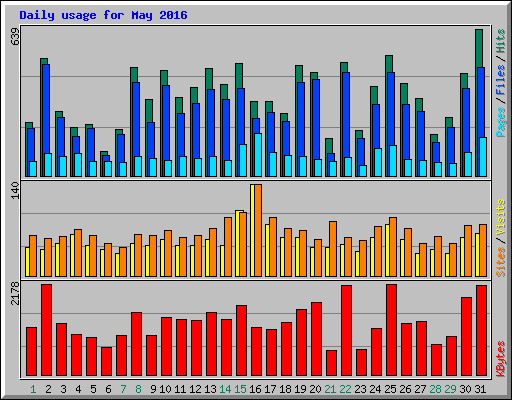 Daily usage for May 2016
639
Pages / Files / Hits
140
Sites / Visits
2178
KBytes
1 2 3 4 5 6 7 8 9 10 11 12 13 14 15 16 17 18 19 20 21 22 23 24 25 26 27 28 29 30 31